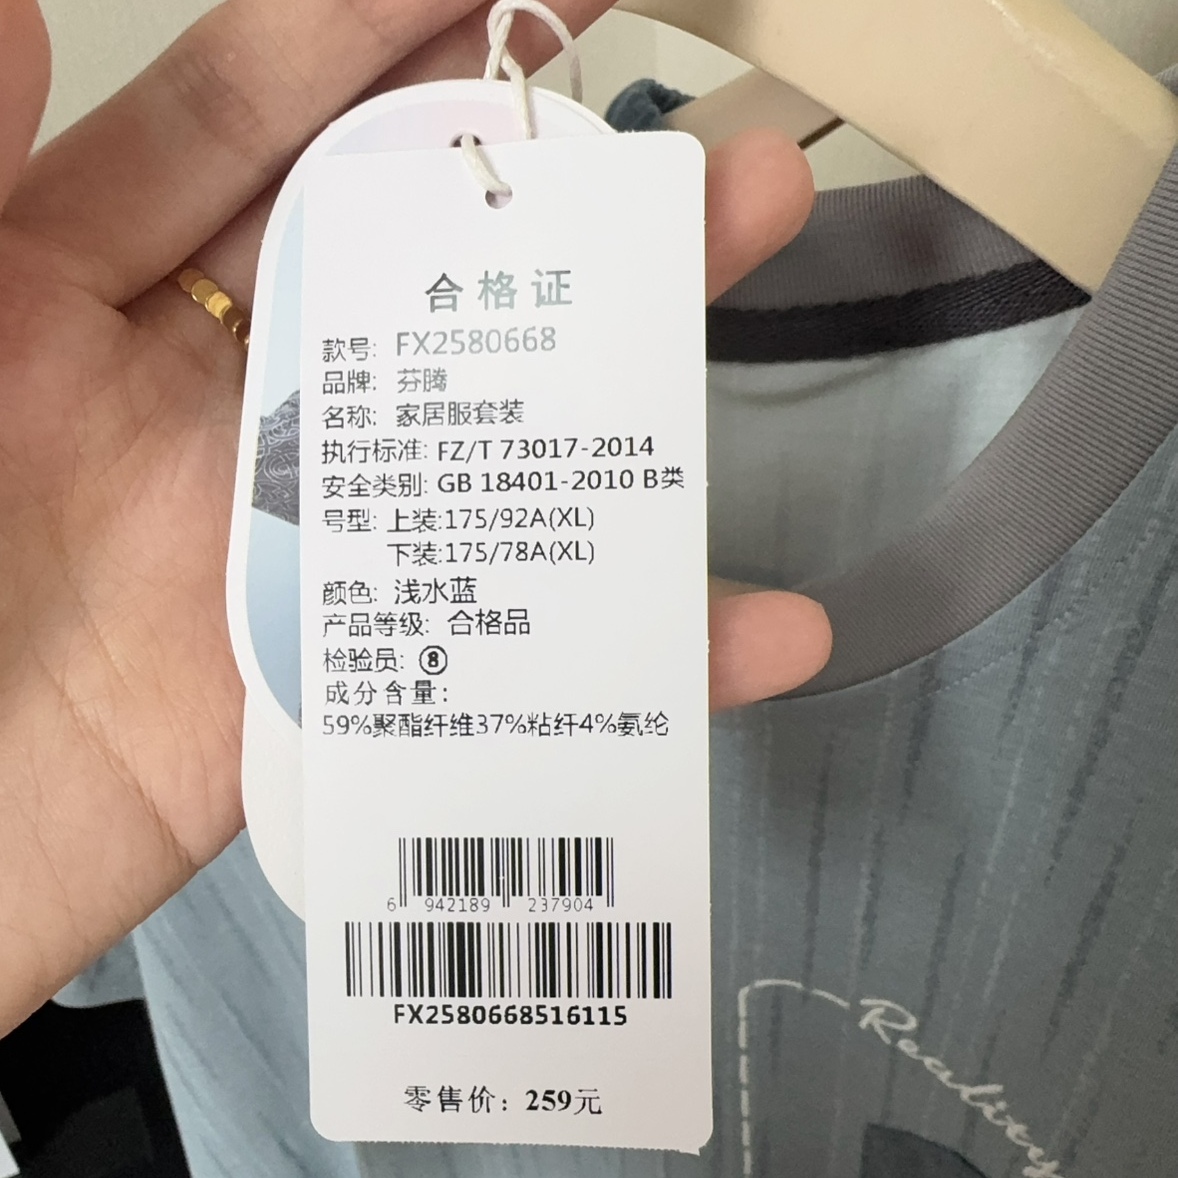 合格证
款号: FX2580668
品牌: 芬腾
名称: 家居服套装
执行标准: FZ/T 73017-2014
安全类别: GB 18401-2010 B类
号型: 上装:175/92A(XL)
下装:175/78A(XL)
颜色: 浅水蓝
产品等级: 合格品
检验员: ⑧
成分含量:
59%聚酯纤维37%粘纤4%氨纶
6 942189 237904
FX2580668516115
零售价: 259元
Readiny